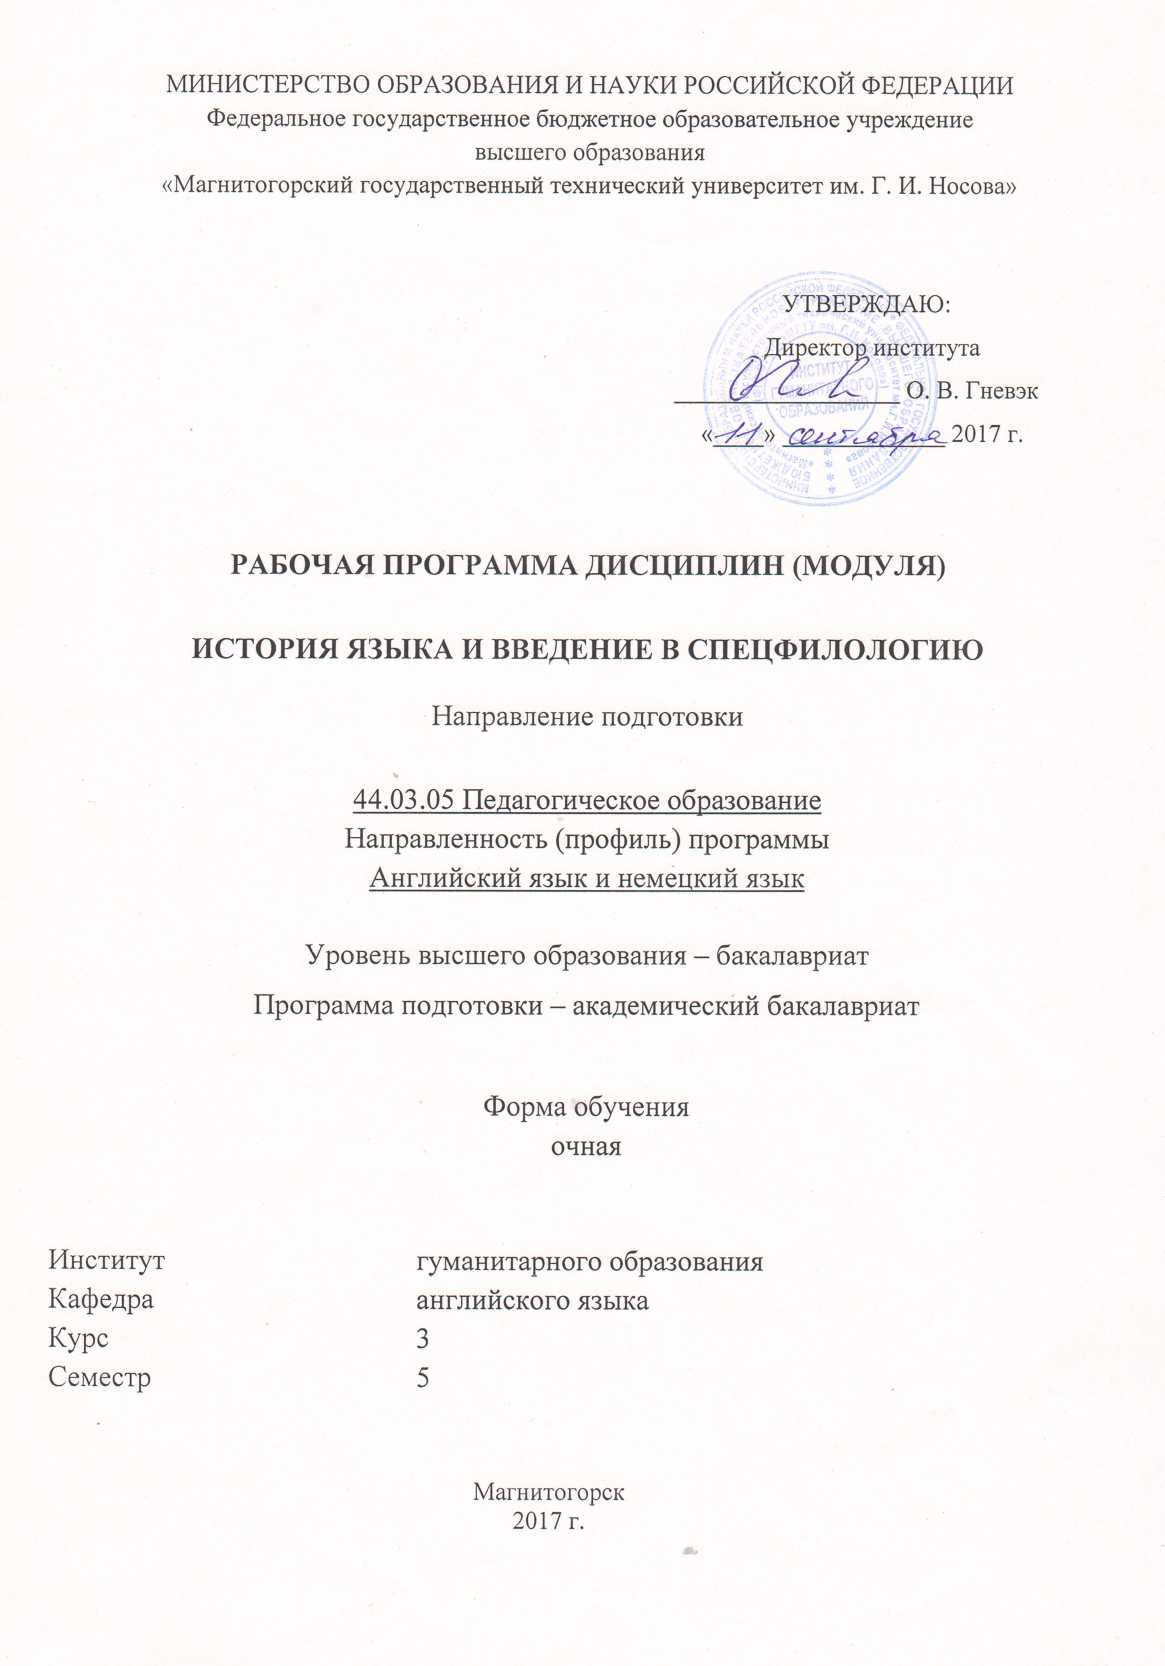 МИНИСТЕРСТВО ОБРАЗОВАНИЯ И НАУКИ РОССИЙСКОЙ ФЕДЕРАЦИИ
Федеральное государственное бюджетное образовательное учреждение
высшего образования
«Магнитогорский государственный технический университет им. Г. И. Носова»
УТВЕРЖДАЮ:
Директор института
О. В. Гневэк
«11» сентября 2017 г.
ИНСТИТУТ
ГУМАНИТАРНОГО
ОБРАЗОВАНИЯ
РАБОЧАЯ ПРОГРАММА ДИСЦИПЛИН (МОДУЛЯ)
ИСТОРИЯ ЯЗЫКА И ВВЕДЕНИЕ В СПЕЦФИЛОЛОГИЮ
Направление подготовки
44.03.05 Педагогическое образование
Направленность (профиль) программы
Английский язык и немецкий язык
Уровень высшего образования – бакалавриат
Программа подготовки – академический бакалавриат
Форма обучения
очная
Институт гуманитарного образования
Кафедра английского языка
Курс 3
Семестр 5
Магнитогорск
2017 г.